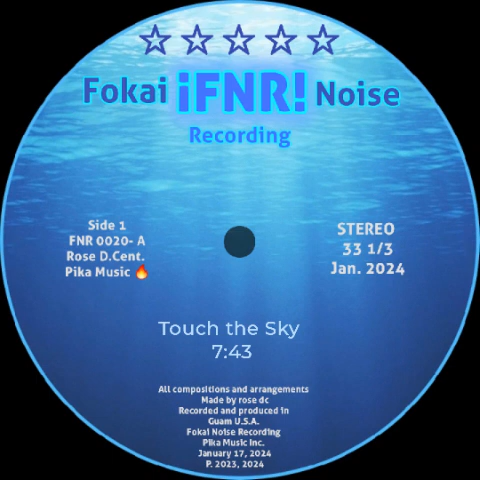 Fokai ¡FNR! Noise
Recording
Side 1
FNR 0020- A
Rose D.Cent.
Pika Music 🔥
STEREO
33 1/3
Jan. 2024
Touch the Sky
7:43
All compositions and arrangements
Made by rose dc
Recorded and produced in
Guam U.S.A.
Fokai Noise Recording
Pika Music Inc.
January 17, 2024
P. 2023, 2024